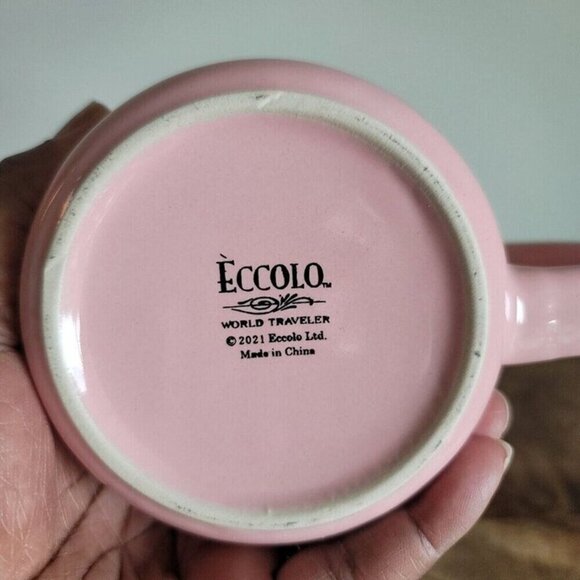 ÈCCOLO™
WORLD TRAVELER
© 2021 Eccolo Ltd.
Made in China